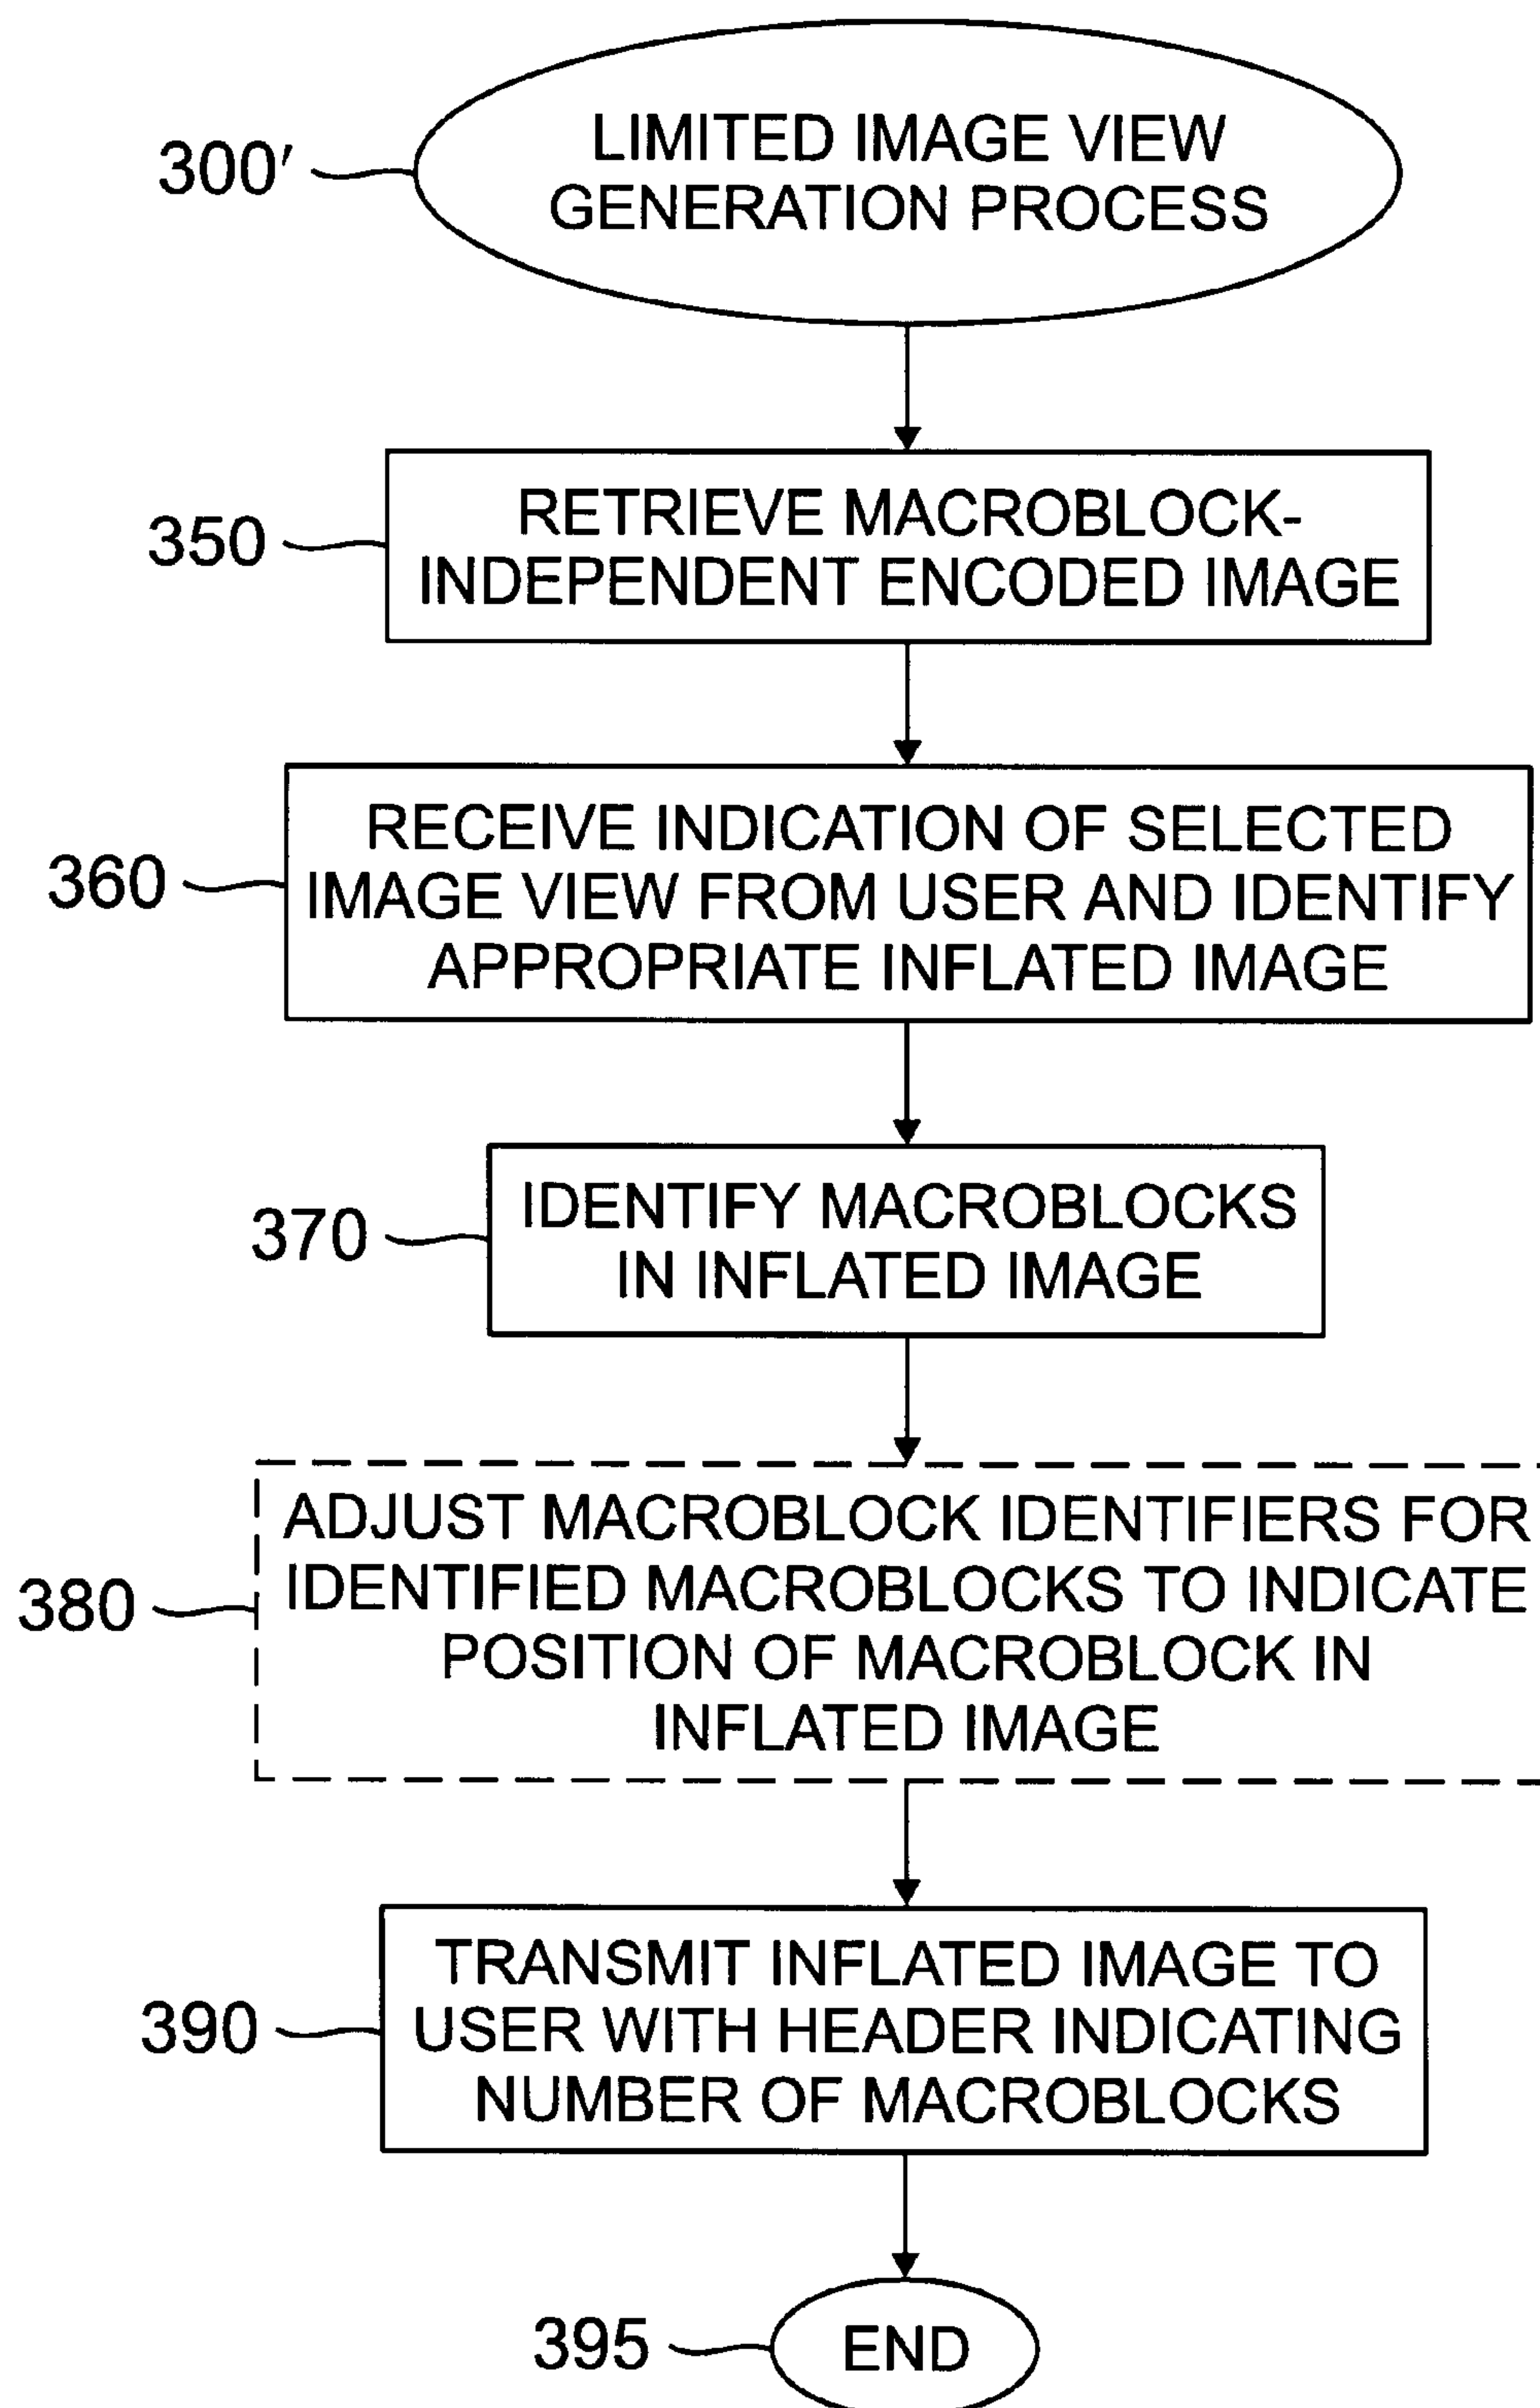 300′
LIMITED IMAGE VIEW
GENERATION PROCESS
350
RETRIEVE MACROBLOCK-
INDEPENDENT ENCODED IMAGE
360
RECEIVE INDICATION OF SELECTED
IMAGE VIEW FROM USER AND IDENTIFY
APPROPRIATE INFLATED IMAGE
370
IDENTIFY MACROBLOCKS
IN INFLATED IMAGE
380
ADJUST MACROBLOCK IDENTIFIERS FOR
IDENTIFIED MACROBLOCKS TO INDICATE
POSITION OF MACROBLOCK IN
INFLATED IMAGE
390
TRANSMIT INFLATED IMAGE TO
USER WITH HEADER INDICATING
NUMBER OF MACROBLOCKS
395
END